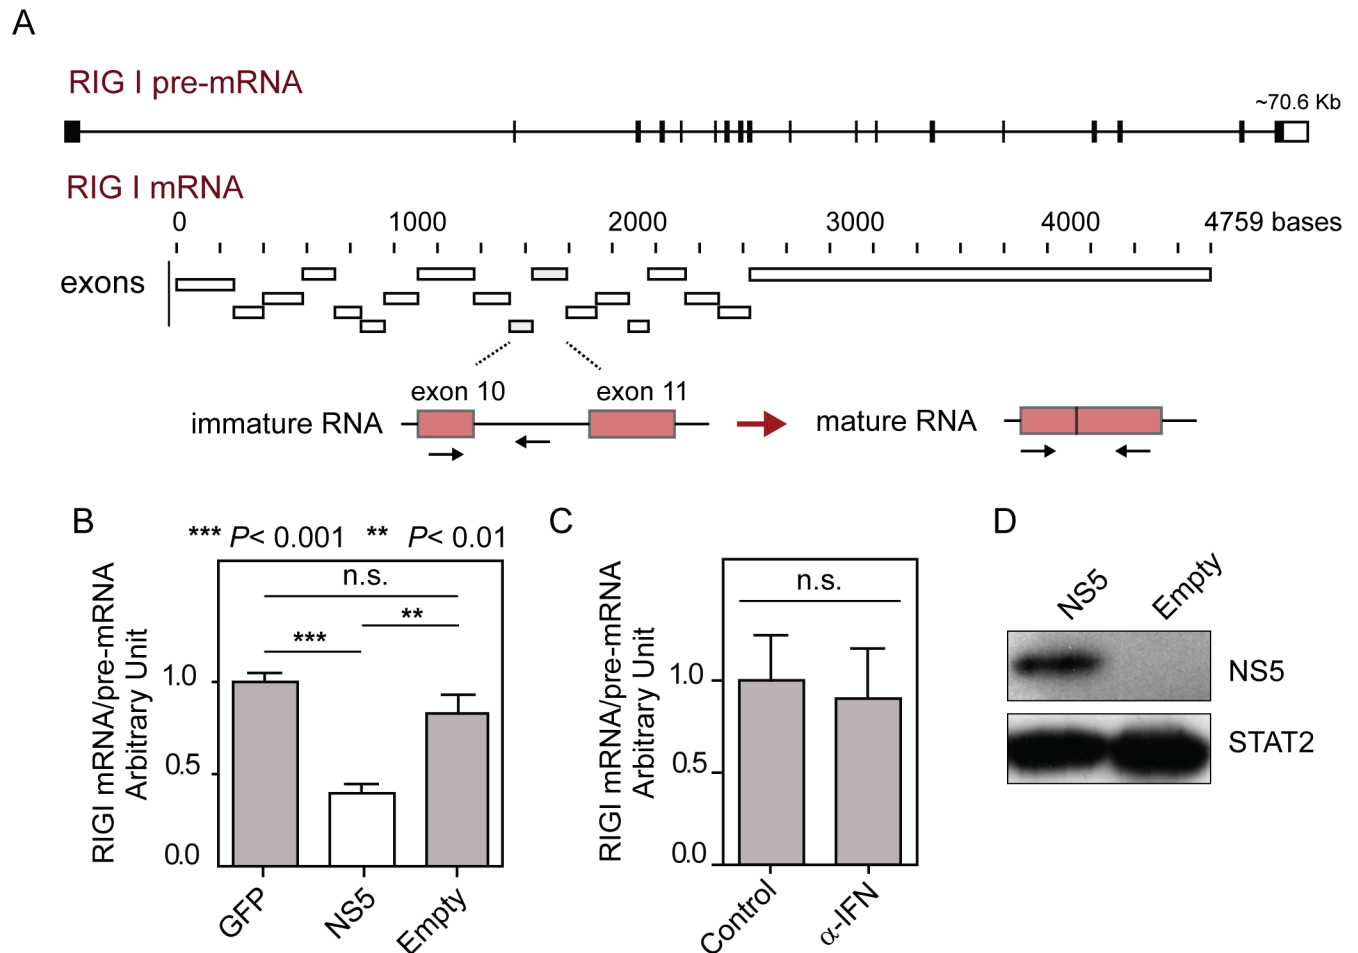 A
RIG I pre-mRNA
~70.6 Kb
RIG I mRNA
0 1000 2000 3000 4000 4759 bases
exons
exon 10 exon 11
immature RNA mature RNA
B
*** P< 0.001 ** P< 0.01
n.s.
**
***
RIGI mRNA/pre-mRNA
Arbitrary Unit
1.0
0.5
0.0
GFP NS5 Empty
C
n.s.
RIGI mRNA/pre-mRNA
Arbitrary Unit
1.0
0.5
0.0
Control α-IFN
D
NS5 Empty
NS5
STAT2